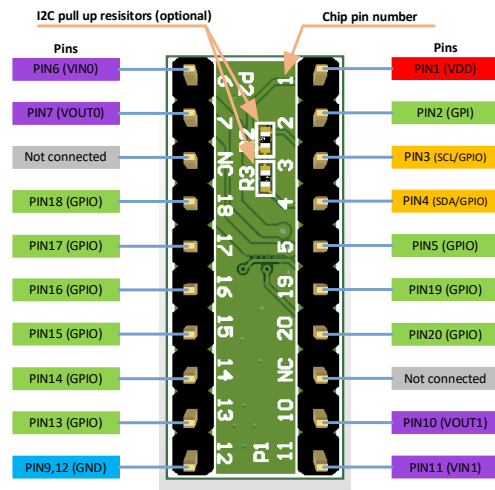 I2C pull up resisitors (optional)
Chip pin number
Pins
Pins
PIN6 (VIN0)
6
P2
1
PIN1 (VDD)
PIN7 (VOUT0)
7
R2
2
PIN2 (GPI)
Not connected
NC
R3
3
PIN3 (SCL/GPIO)
PIN18 (GPIO)
18
4
PIN4 (SDA/GPIO)
PIN17 (GPIO)
17
5
PIN5 (GPIO)
PIN16 (GPIO)
16
19
PIN19 (GPIO)
PIN15 (GPIO)
15
20
PIN20 (GPIO)
PIN14 (GPIO)
14
NC
Not connected
PIN13 (GPIO)
13
10
PIN10 (VOUT1)
PIN9,12 (GND)
12
P1
11
PIN11 (VIN1)